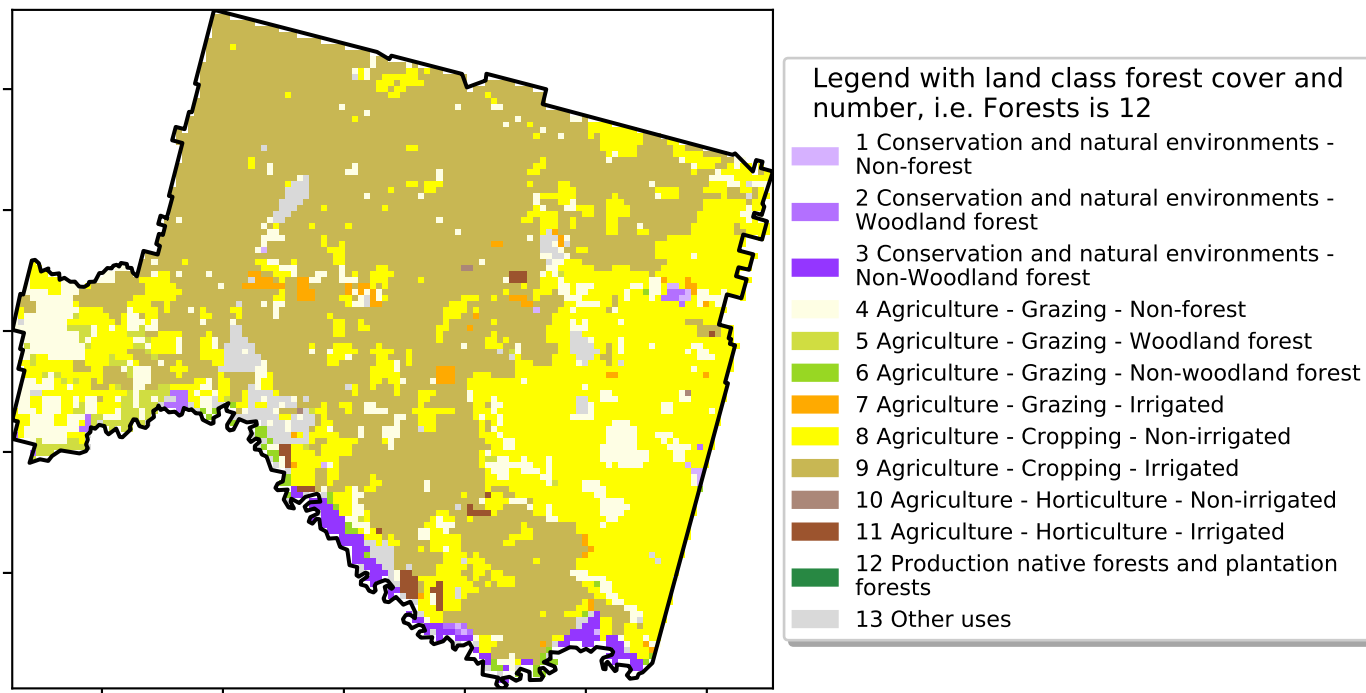 Legend with land class forest cover and
number, i.e. Forests is 12
1 Conservation and natural environments -
Non-forest
2 Conservation and natural environments -
Woodland forest
3 Conservation and natural environments -
Non-Woodland forest
4 Agriculture - Grazing - Non-forest
5 Agriculture - Grazing - Woodland forest
6 Agriculture - Grazing - Non-woodland forest
7 Agriculture - Grazing - Irrigated
8 Agriculture - Cropping - Non-irrigated
9 Agriculture - Cropping - Irrigated
10 Agriculture - Horticulture - Non-irrigated
11 Agriculture - Horticulture - Irrigated
12 Production native forests and plantation
forests
13 Other uses